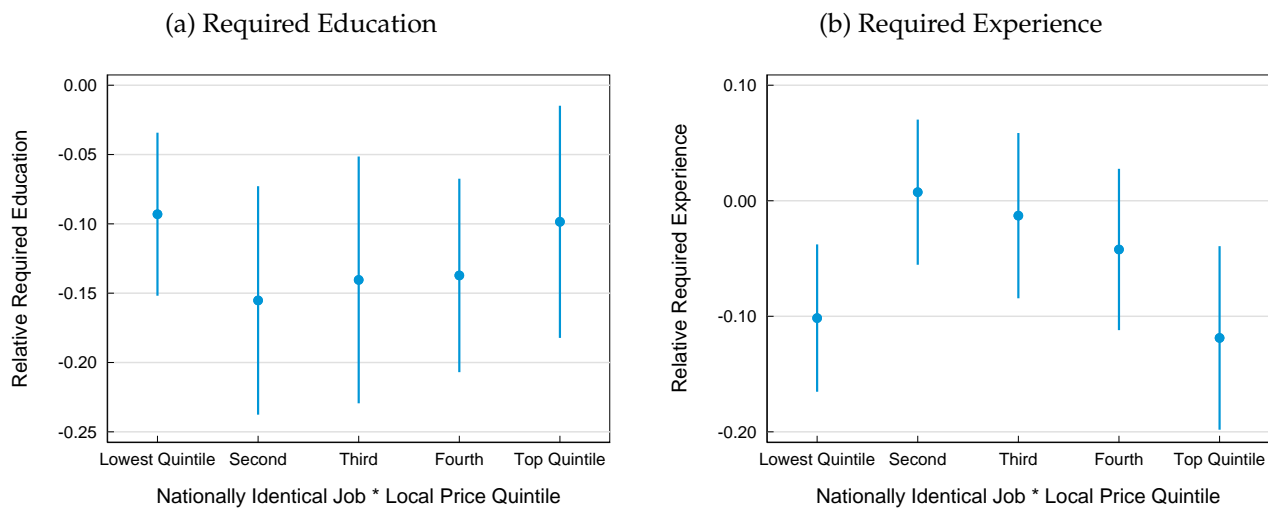 (a) Required Education
Relative Required Education
0.00
-0.05
-0.10
-0.15
-0.20
-0.25
Lowest Quintile Second Third Fourth Top Quintile
Nationally Identical Job * Local Price Quintile
(b) Required Experience
Relative Required Experience
0.10
0.00
-0.10
-0.20
Lowest Quintile Second Third Fourth Top Quintile
Nationally Identical Job * Local Price Quintile